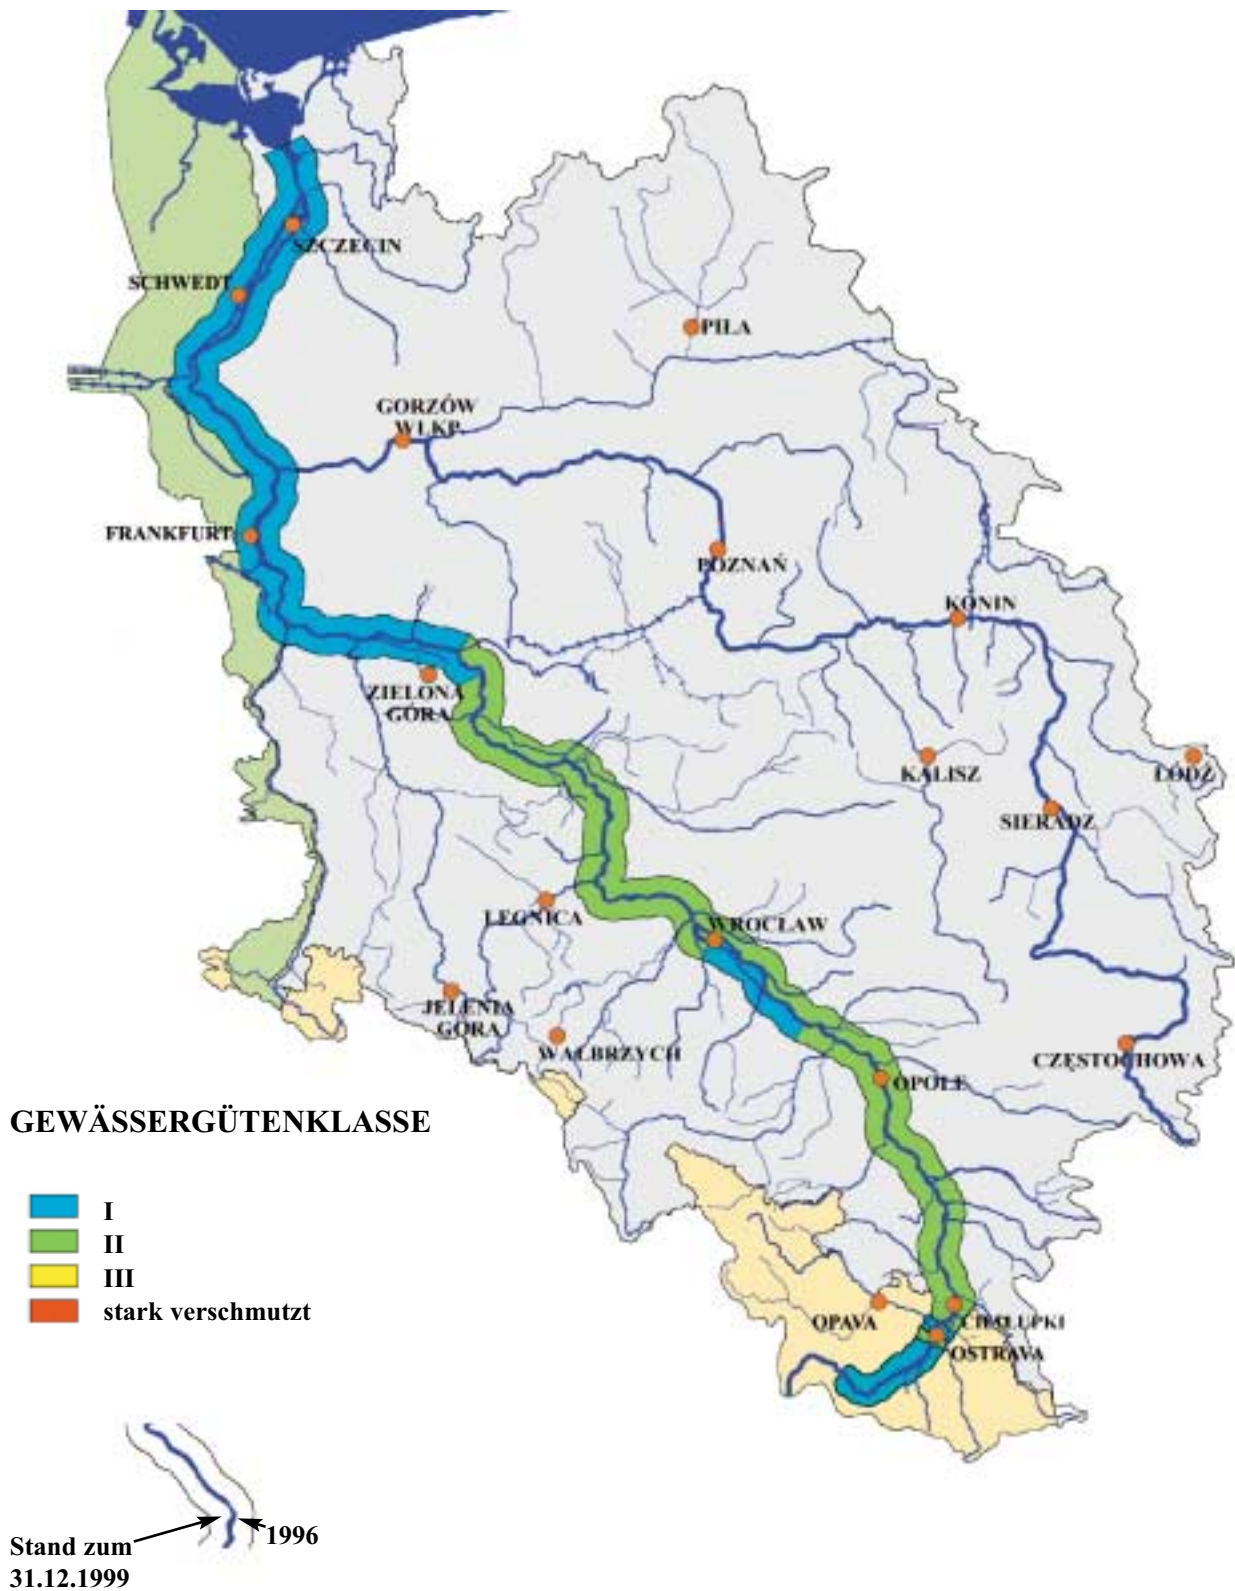 SZCZECIN
SCHWEDT
PIŁA
GORZÓW
WLKP.
FRANKFURT
POZNAŃ
KONIN
ZIELONA
GÓRA
KALISZ
ŁÓDŹ
SIERADZ
LEGNICA
WROCŁAW
JELENIA
GÓRA
WAŁBRZYCH
CZĘSTOCHOWA
OPOLE
GEWÄSSERGÜTENKLASSE
I
II
III
stark verschmutzt
OPAVA
CHAŁUPKI
OSTRAVA
1996
Stand zum
31.12.1999